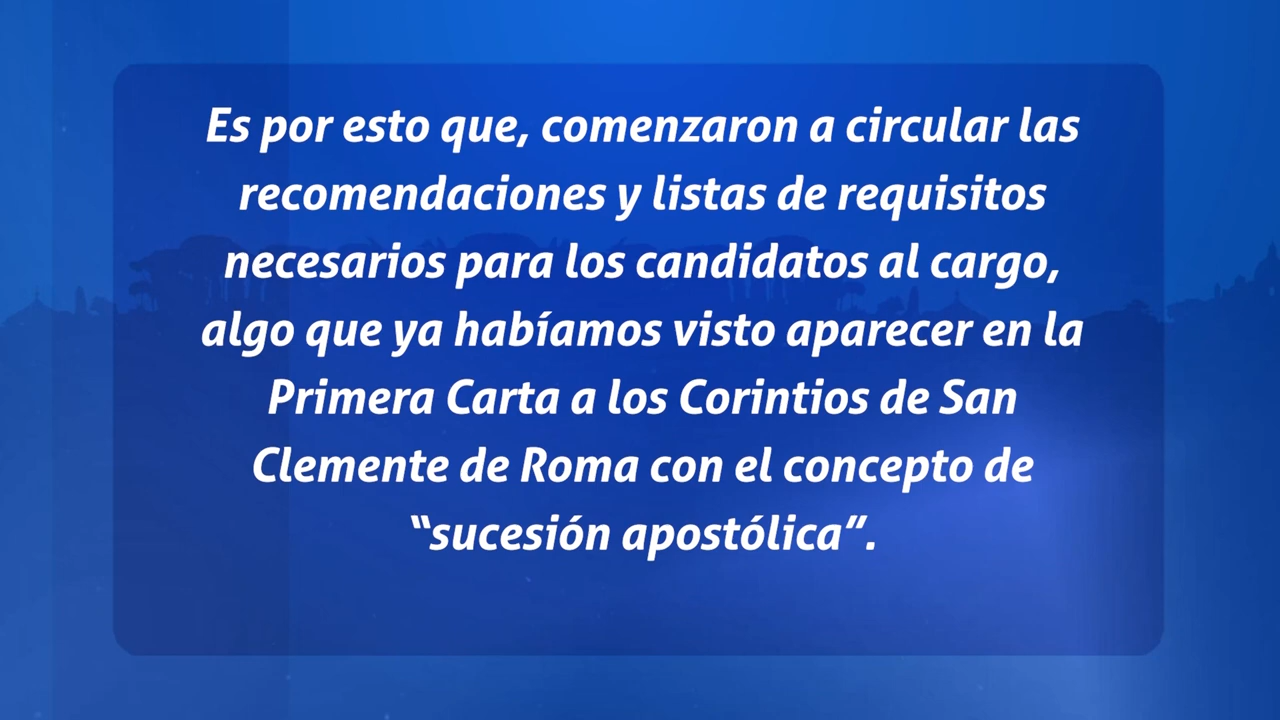 Es por esto que, comenzaron a circular las
recomendaciones y listas de requisitos
necesarios para los candidatos al cargo,
algo que ya habíamos visto aparecer en la
Primera Carta a los Corintios de San
Clemente de Roma con el concepto de
“sucesión apostólica”.